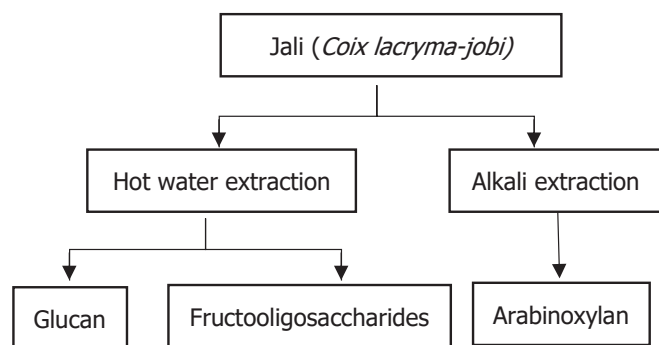 Jali (Coix lacryma-jobi)
Hot water extraction
Alkali extraction
Glucan
Fructooligosaccharides
Arabinoxylan